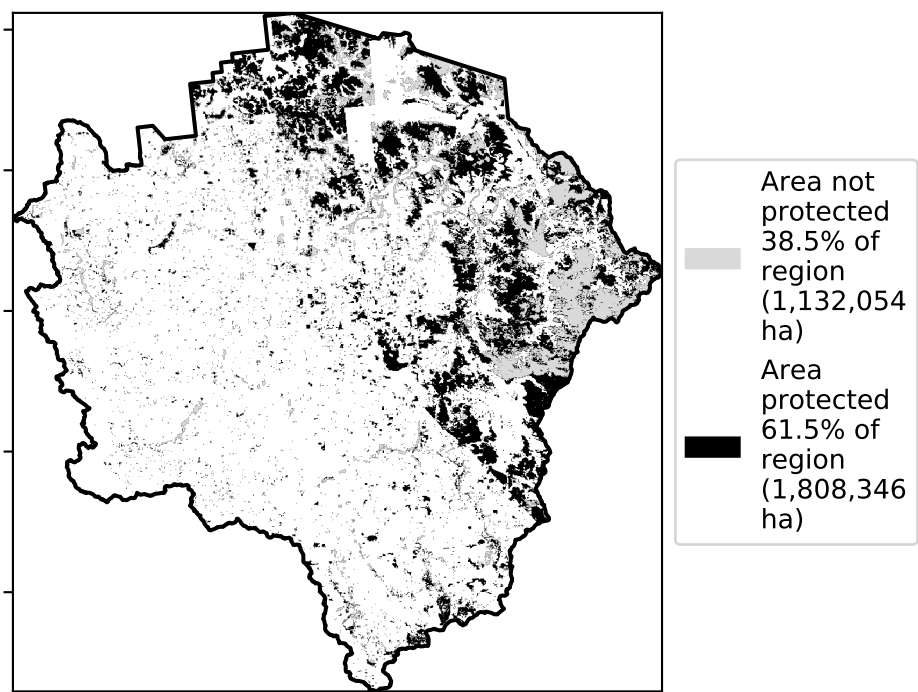 Area not
protected
38.5% of
region
(1,132,054
ha)
Area
protected
61.5% of
region
(1,808,346
ha)